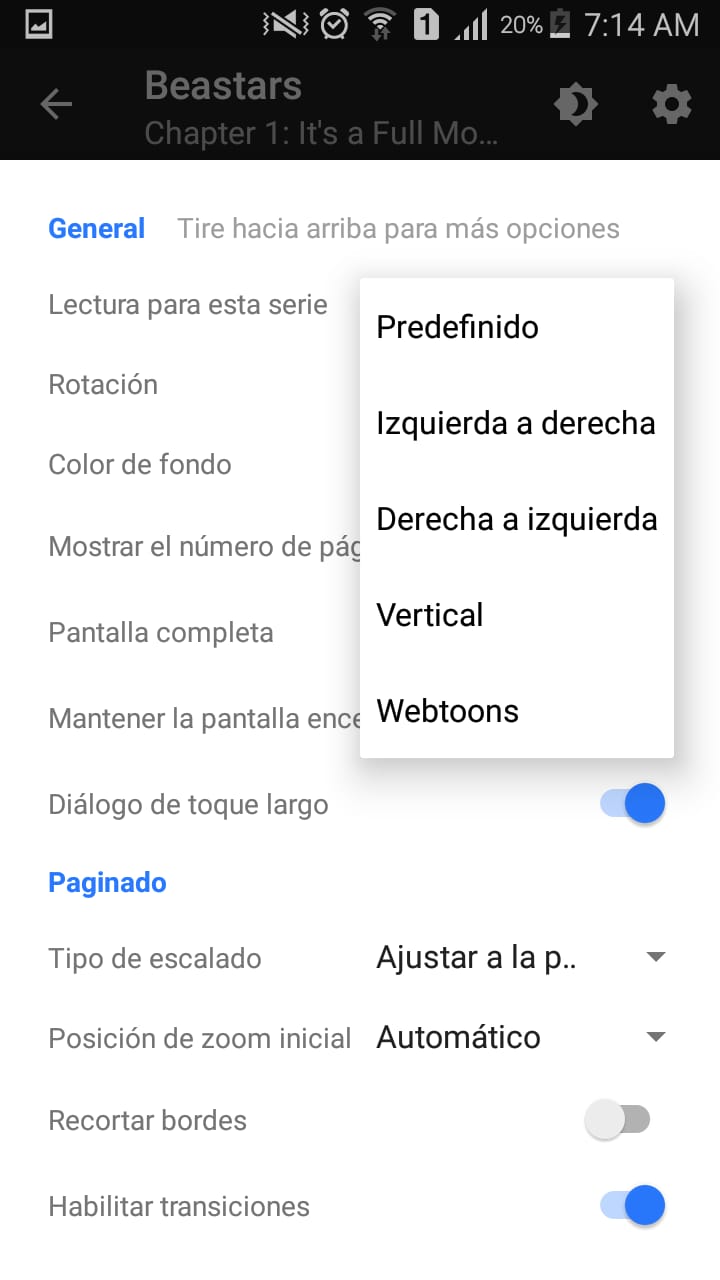 1 20% 7:14 AM
Beastars
Chapter 1: It's a Full Mo...
General Tire hacia arriba para más opciones
Lectura para esta serie
Predefinido
Rotación
Izquierda a derecha
Color de fondo
Derecha a izquierda
Mostrar el número de pág
Vertical
Pantalla completa
Webtoons
Mantener la pantalla ence
Diálogo de toque largo
Paginado
Tipo de escalado Ajustar a la p..
Posición de zoom inicial Automático
Recortar bordes
Habilitar transiciones